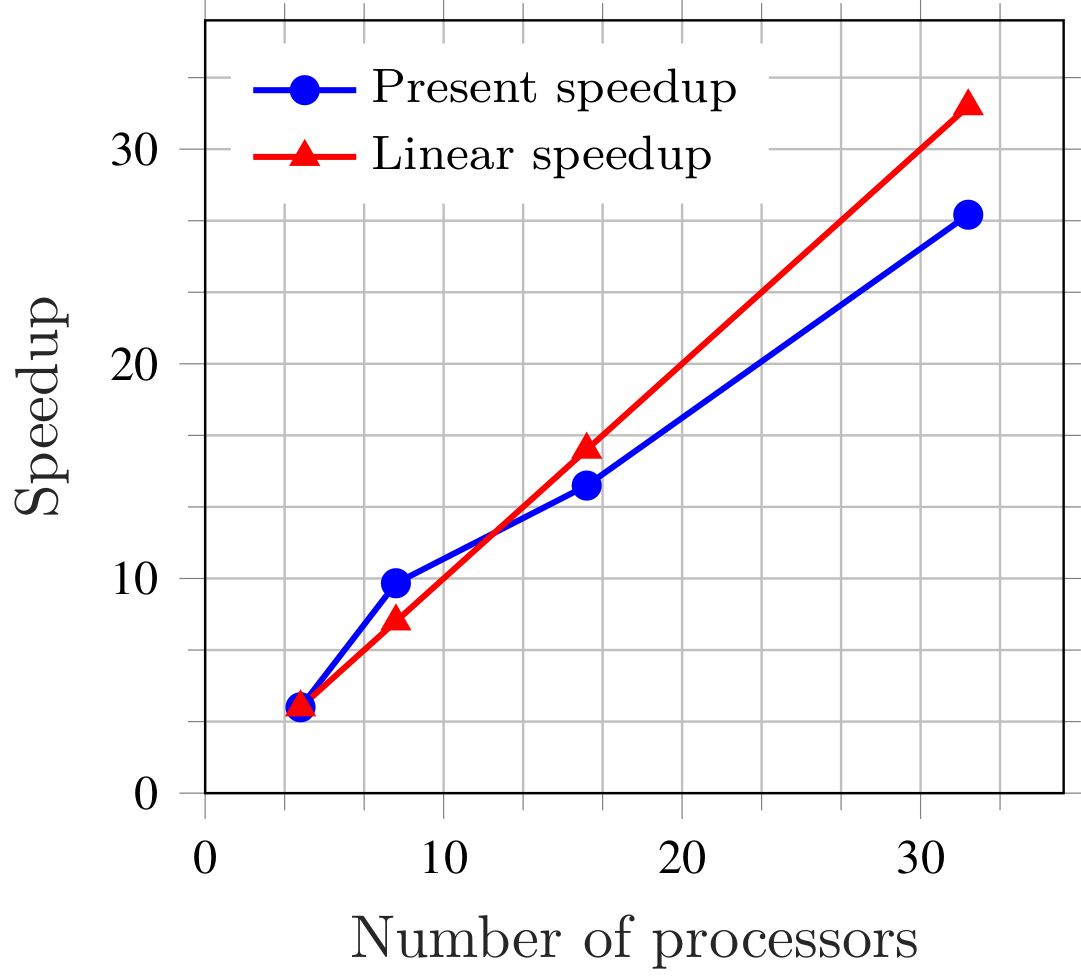 Present speedup
Linear speedup
30
20
10
0
Speedup
0 10 20 30
Number of processors